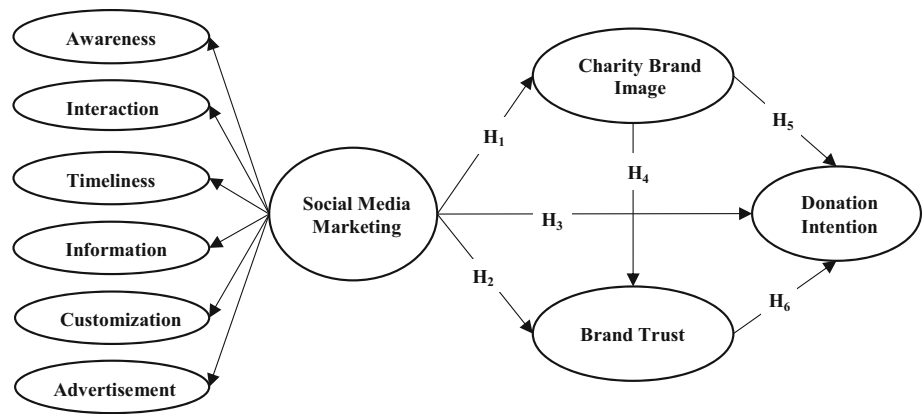 Awareness
Interaction
Timeliness
Information
Customization
Advertisement
Social Media
Marketing
H₁
H₂
H₃
Charity Brand
Image
H₄
Brand Trust
H₅
H₆
Donation
Intention